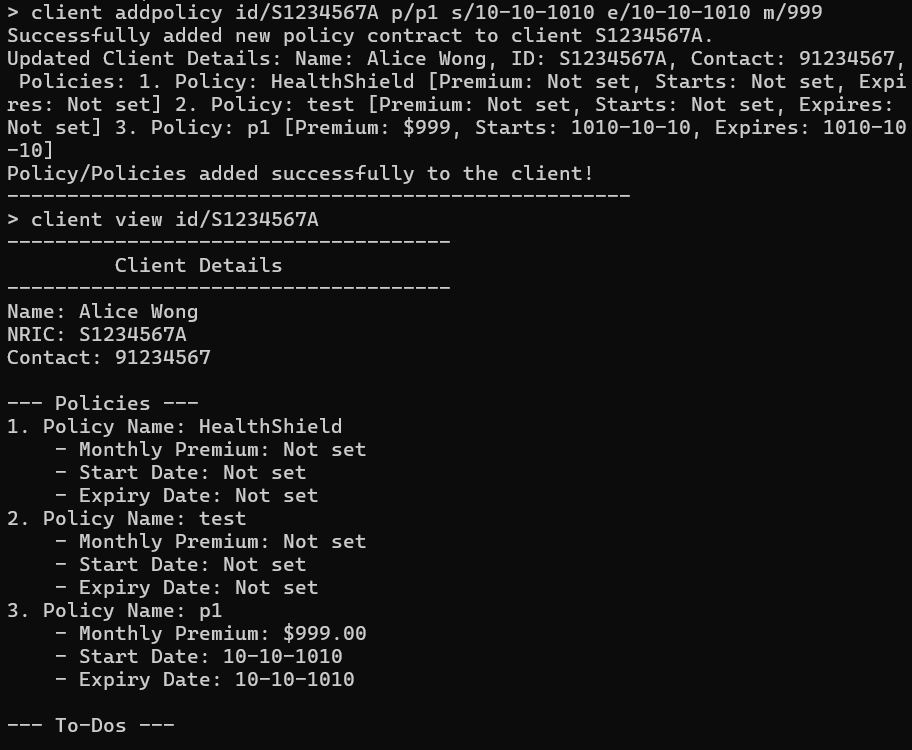 > client addpolicy id/S1234567A p/p1 s/10-10-1010 e/10-10-1010 m/999
Successfully added new policy contract to client S1234567A.
Updated Client Details: Name: Alice Wong, ID: S1234567A, Contact: 91234567,
 Policies: 1. Policy: HealthShield [Premium: Not set, Starts: Not set, Expi
res: Not set] 2. Policy: test [Premium: Not set, Starts: Not set, Expires:
Not set] 3. Policy: p1 [Premium: $999, Starts: 1010-10-10, Expires: 1010-10
-10]
Policy/Policies added successfully to the client!
----------------------------------------------------
> client view id/S1234567A
-------------------------------------
         Client Details
-------------------------------------
Name: Alice Wong
NRIC: S1234567A
Contact: 91234567

--- Policies ---
1. Policy Name: HealthShield
    - Monthly Premium: Not set
    - Start Date: Not set
    - Expiry Date: Not set
2. Policy Name: test
    - Monthly Premium: Not set
    - Start Date: Not set
    - Expiry Date: Not set
3. Policy Name: p1
    - Monthly Premium: $999.00
    - Start Date: 10-10-1010
    - Expiry Date: 10-10-1010

--- To-Dos ---